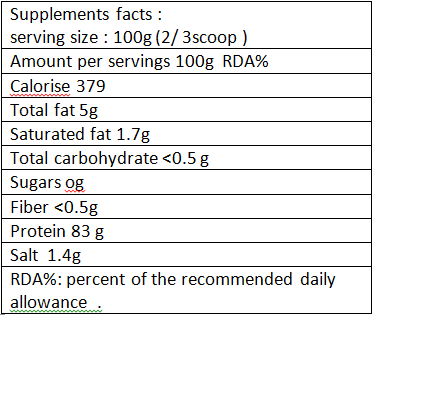 Supplements facts :
serving size : 100g (2/ 3scoop )
Amount per servings 100g  RDA%
Calorise 379
Total fat 5g
Saturated fat 1.7g
Total carbohydrate <0.5 g
Sugars og
Fiber <0.5g
Protein 83 g
Salt  1.4g
RDA%: percent of the recommended daily
allowance  .